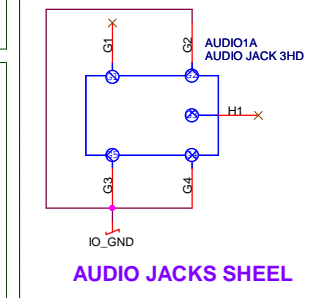 G1
G2
AUDIO1A
AUDIO JACK 3HD
H1
G3
G4
IO_GND
AUDIO JACKS SHEEL